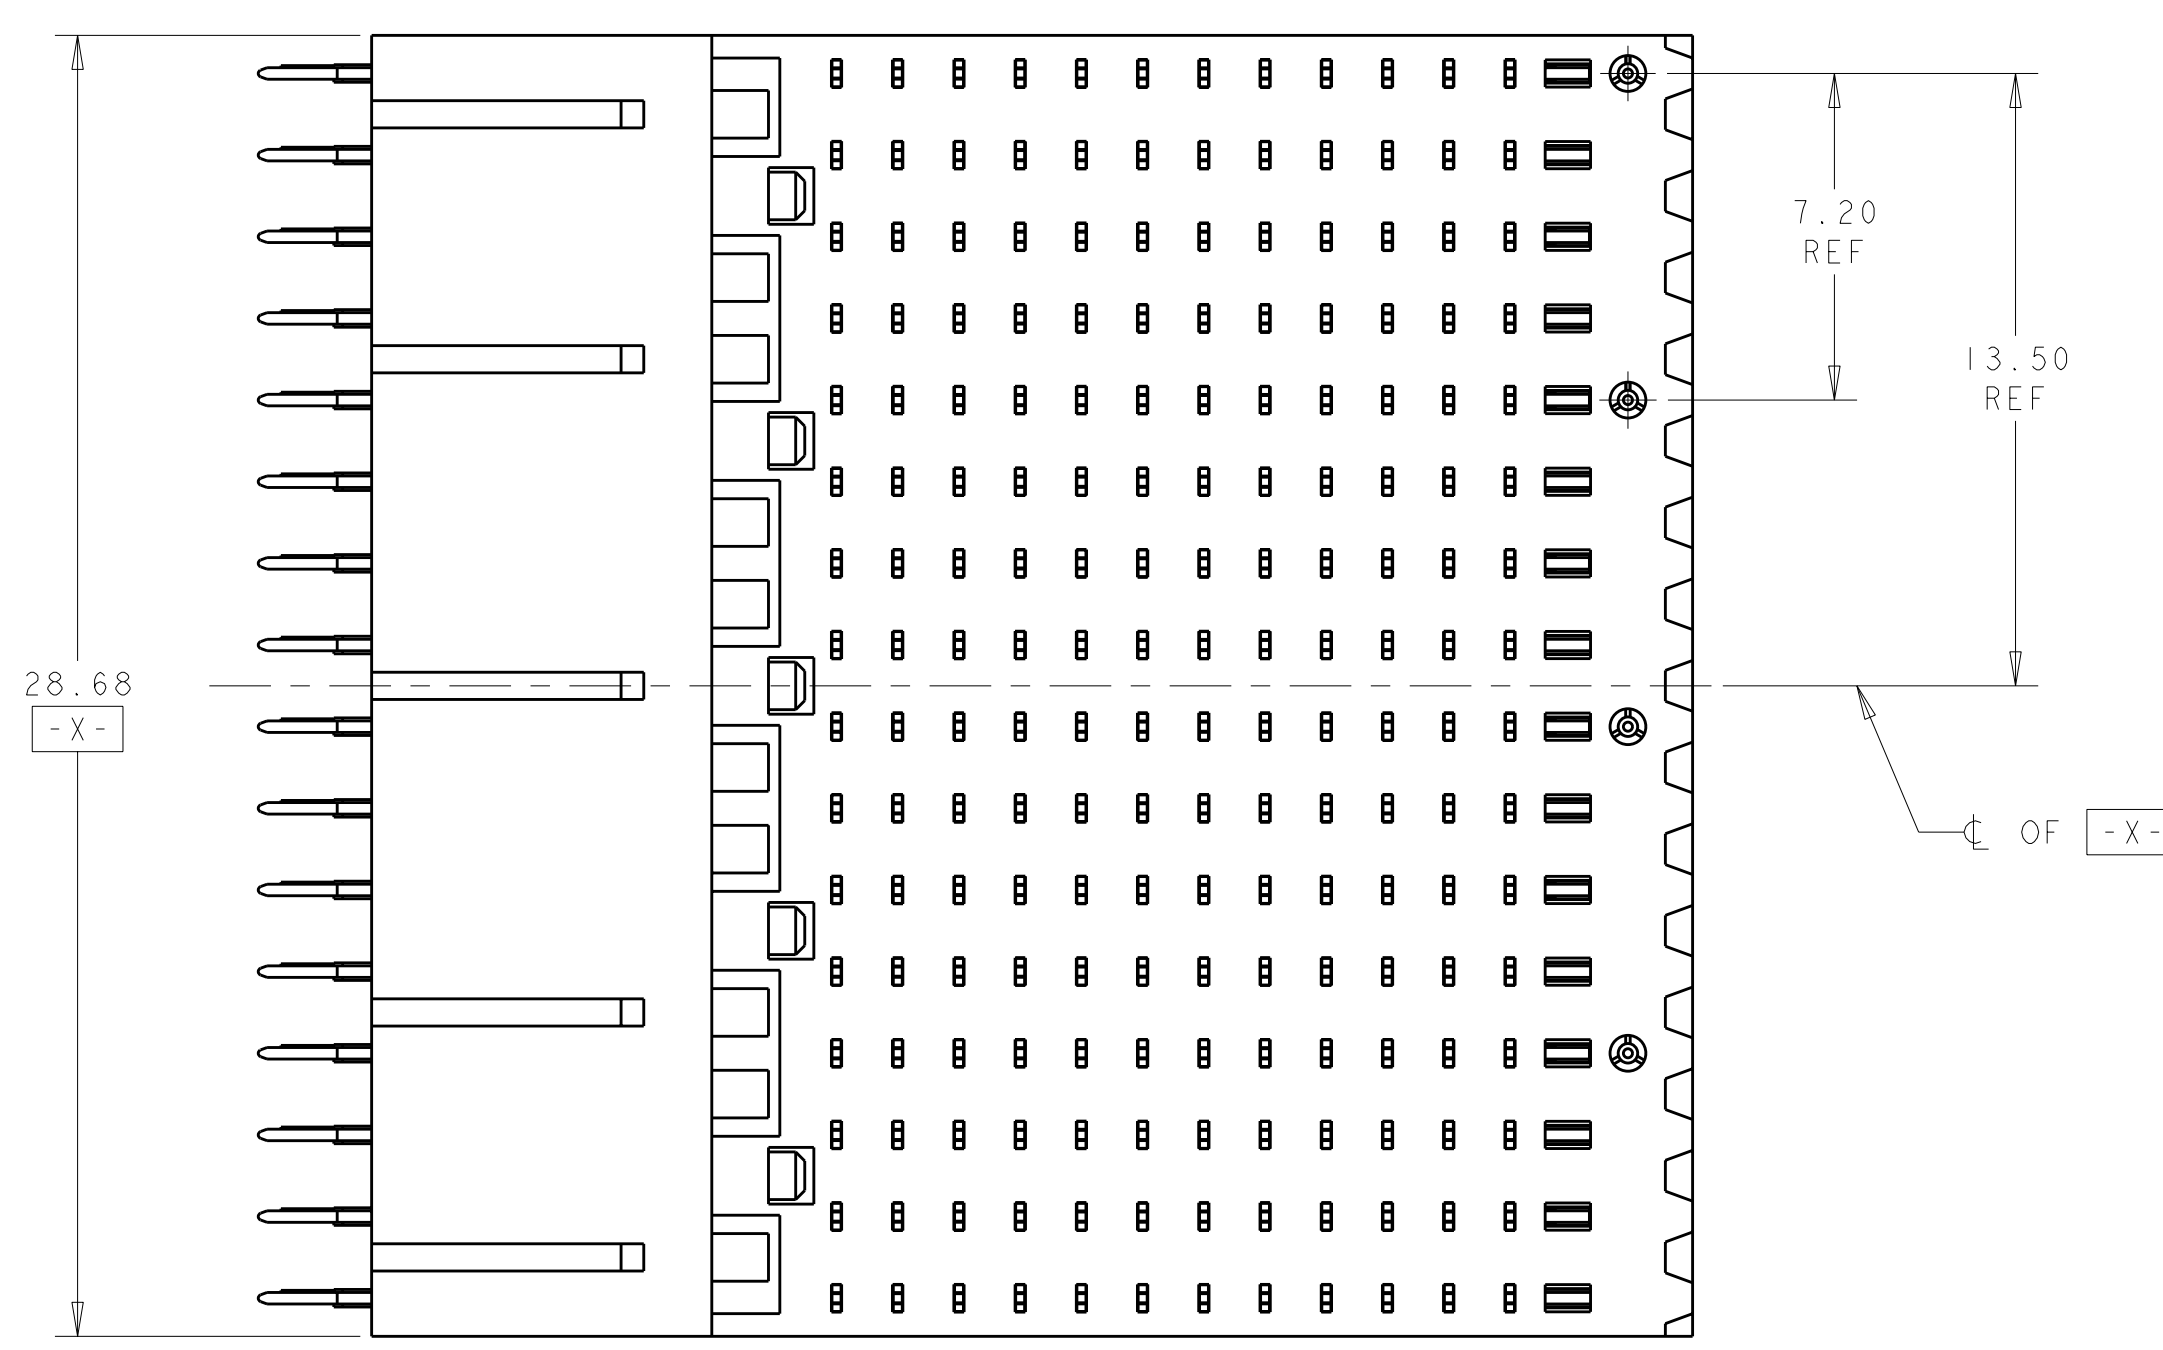 7.20
REF
13.50
REF
28.68
-X-
℄ OF -X-